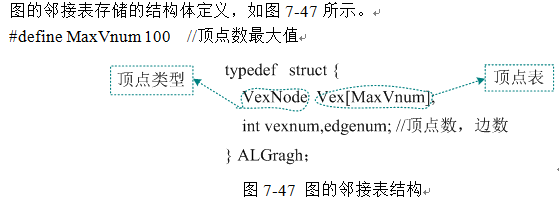 图的邻接表存储的结构体定义，如图 7-47 所示。
#define MaxVnum 100 //顶点数最大值
顶点类型
typedef struct {
顶点表
VexNode Vex[MaxVnum];
int vexnum,edgenum; //顶点数，边数
} ALGragh；
图 7-47 图的邻接表结构